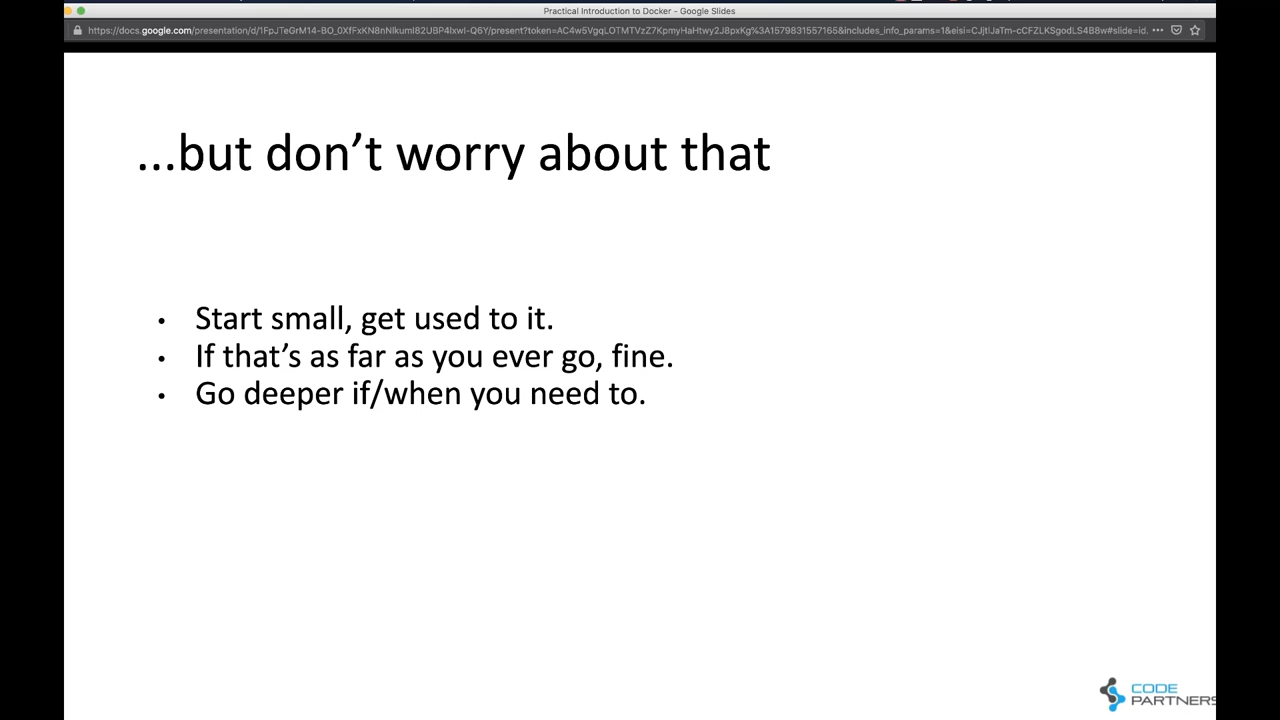 Practical Introduction to Docker - Google Slides
...but don't worry about that
• Start small, get used to it.
• If that's as far as you ever go, fine.
• Go deeper if/when you need to.
CODE
PARTNERS